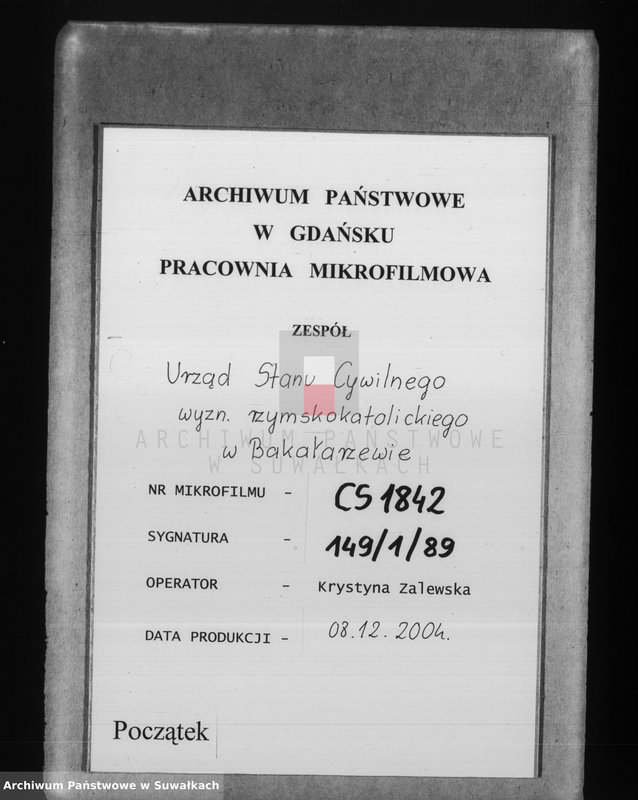 ARCHIWUM PAŃSTWOWE
W GDAŃSKU
PRACOWNIA MIKROFILMOWA
ZESPÓŁ
Urząd Stanu Cywilnego
wyzn. rzymskokatolickiego
w Bakałarzewie
ARCHIWUM PAŃSTWOWE
W SUWAŁKACH
NR MIKROFILMU - CS 1842
SYGNATURA - 149/1/89
OPERATOR - Krystyna Zalewska
DATA PRODUKCJI - 08.12.2004.
Początek
Archiwum Państwowe w Suwałkach